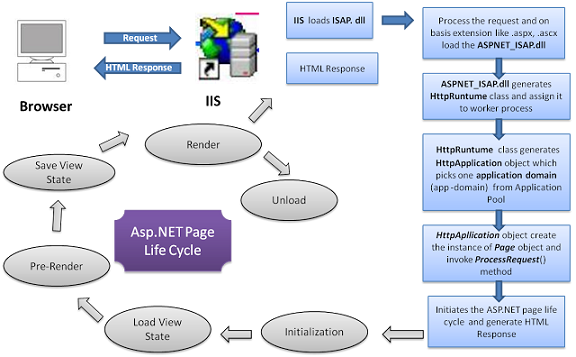 Request
HTML Response
Browser
IIS
IIS loads ISAP. dll
HTML Response
Process the request and on
basis extension like .aspx, .ascx
load the ASPNET_ISAP.dll
ASPNET_ISAP.dll generates
HttpRuntume class and assign it
to worker process
HttpRuntume class generates
HttpApplication object which
picks one application domain
(app -domain) from Application
Pool
HttpApllication object create
the instance of Page object and
invoke ProcessRequest()
method
Initiates the ASP.NET page life
cycle and generate HTML
Response
Initialization
Load View
State
Pre-Render
Save View
State
Render
Unload
Asp.NET Page
Life Cycle